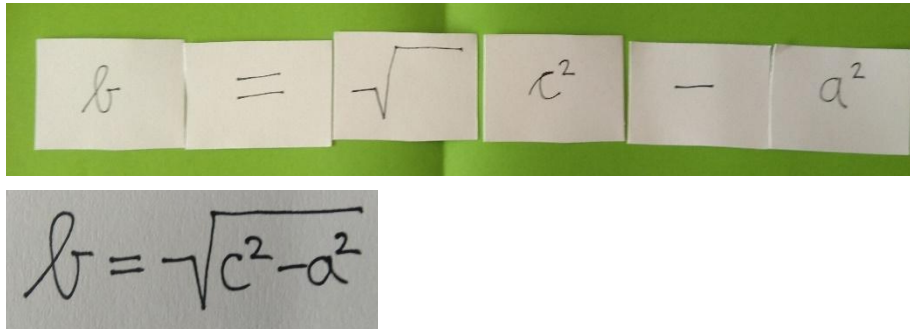 b = √ c² - a²
b = √c² - a²